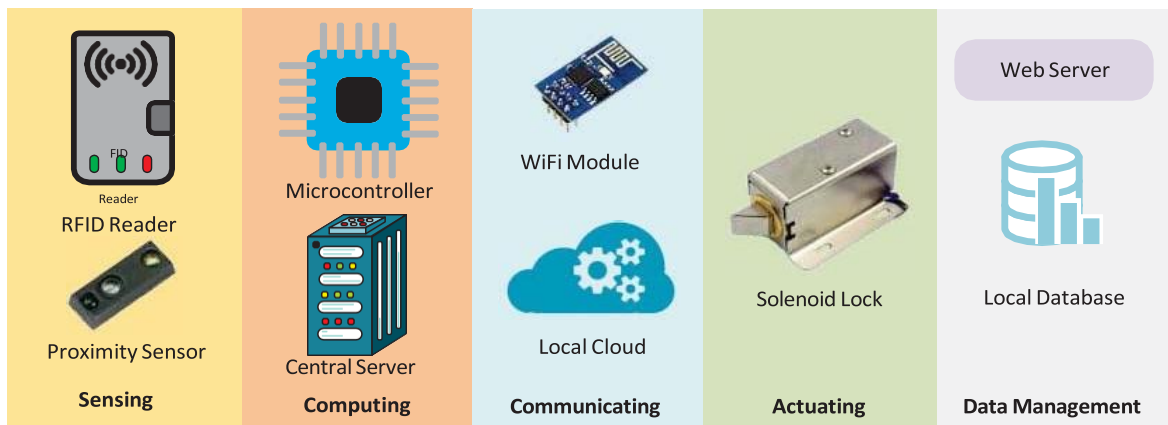 FID
Reader
RFID Reader
Proximity Sensor
Sensing
Microcontroller
Central Server
Computing
WiFi Module
Local Cloud
Communicating
Solenoid Lock
Actuating
Web Server
Local Database
Data Management